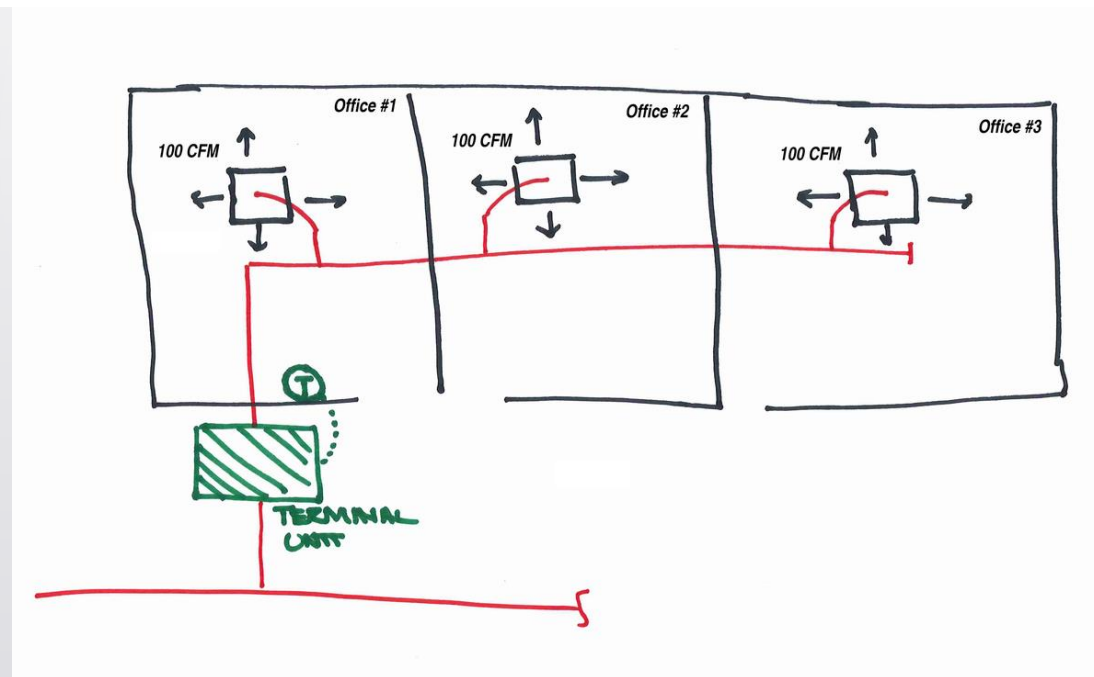 Office #1
Office #2
Office #3
100 CFM
100 CFM
100 CFM
T
TERMINAL
UNIT